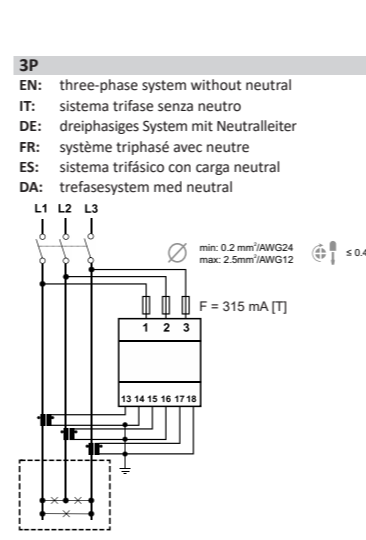 3P
EN: three-phase system without neutral
IT: sistema trifase senza neutro
DE: dreiphasiges System mit Neutralleiter
FR: système triphasé avec neutre
ES: sistema trifásico con carga neutral
DA: trefasesystem med neutral
L1 L2 L3
min: 0.2 mm²/AWG24
max: 2.5mm²/AWG12
≤ 0.4
F = 315 mA [T]
1 2 3
13 14 15 16 17 18